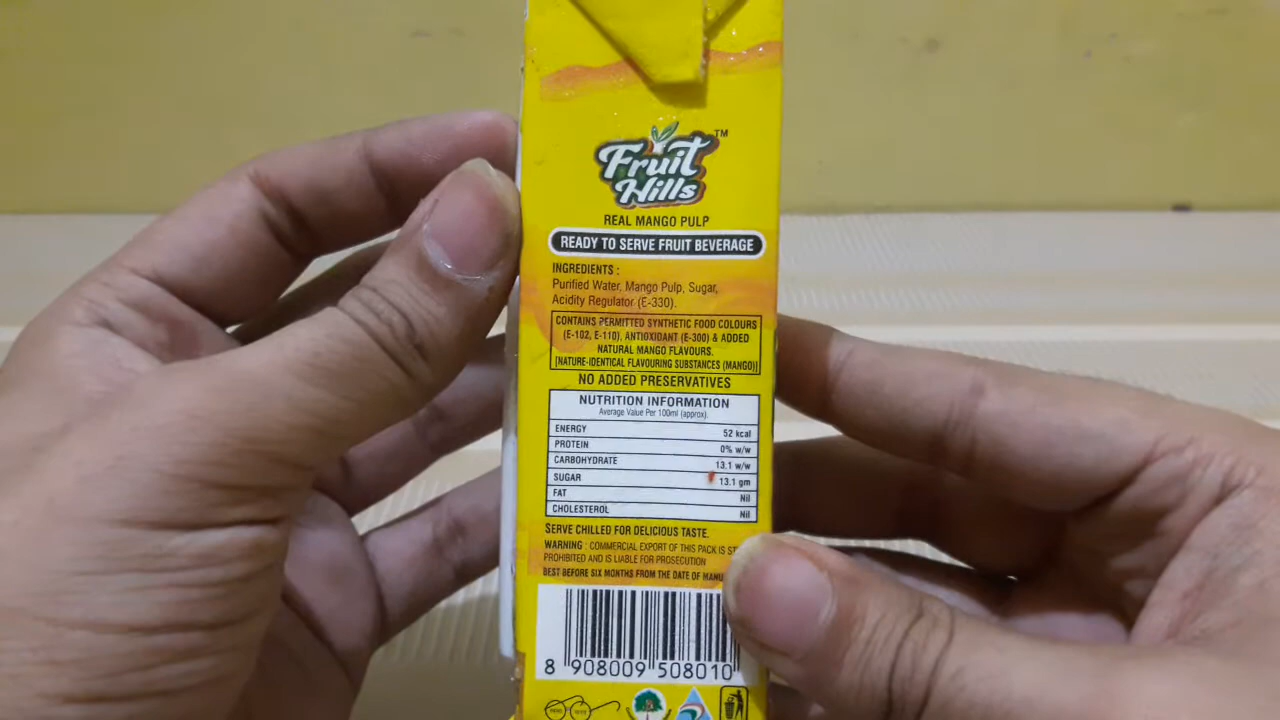 Fruit Hills™
REAL MANGO PULP
READY TO SERVE FRUIT BEVERAGE
INGREDIENTS :
Purified Water, Mango Pulp, Sugar,
Acidity Regulator (E-330).
CONTAINS PERMITTED SYNTHETIC FOOD COLOURS
(E-102, E-110), ANTIOXIDANT (E-300) & ADDED
NATURAL MANGO FLAVOURS.
[NATURE-IDENTICAL FLAVOURING SUBSTANCES (MANGO)]
NO ADDED PRESERVATIVES
NUTRITION INFORMATION
Average Value Per 100ml (approx).
ENERGY 52 kcal
PROTEIN 0% w/w
CARBOHYDRATE 13.1 w/w
SUGAR 13.1 gm
FAT Nil
CHOLESTEROL Nil
SERVE CHILLED FOR DELICIOUS TASTE.
WARNING : COMMERCIAL EXPORT OF THIS PACK IS
PROHIBITED AND IS LIABLE FOR PROSECUTION
BEST BEFORE SIX MONTHS FROM THE DATE OF
8 908009 508010